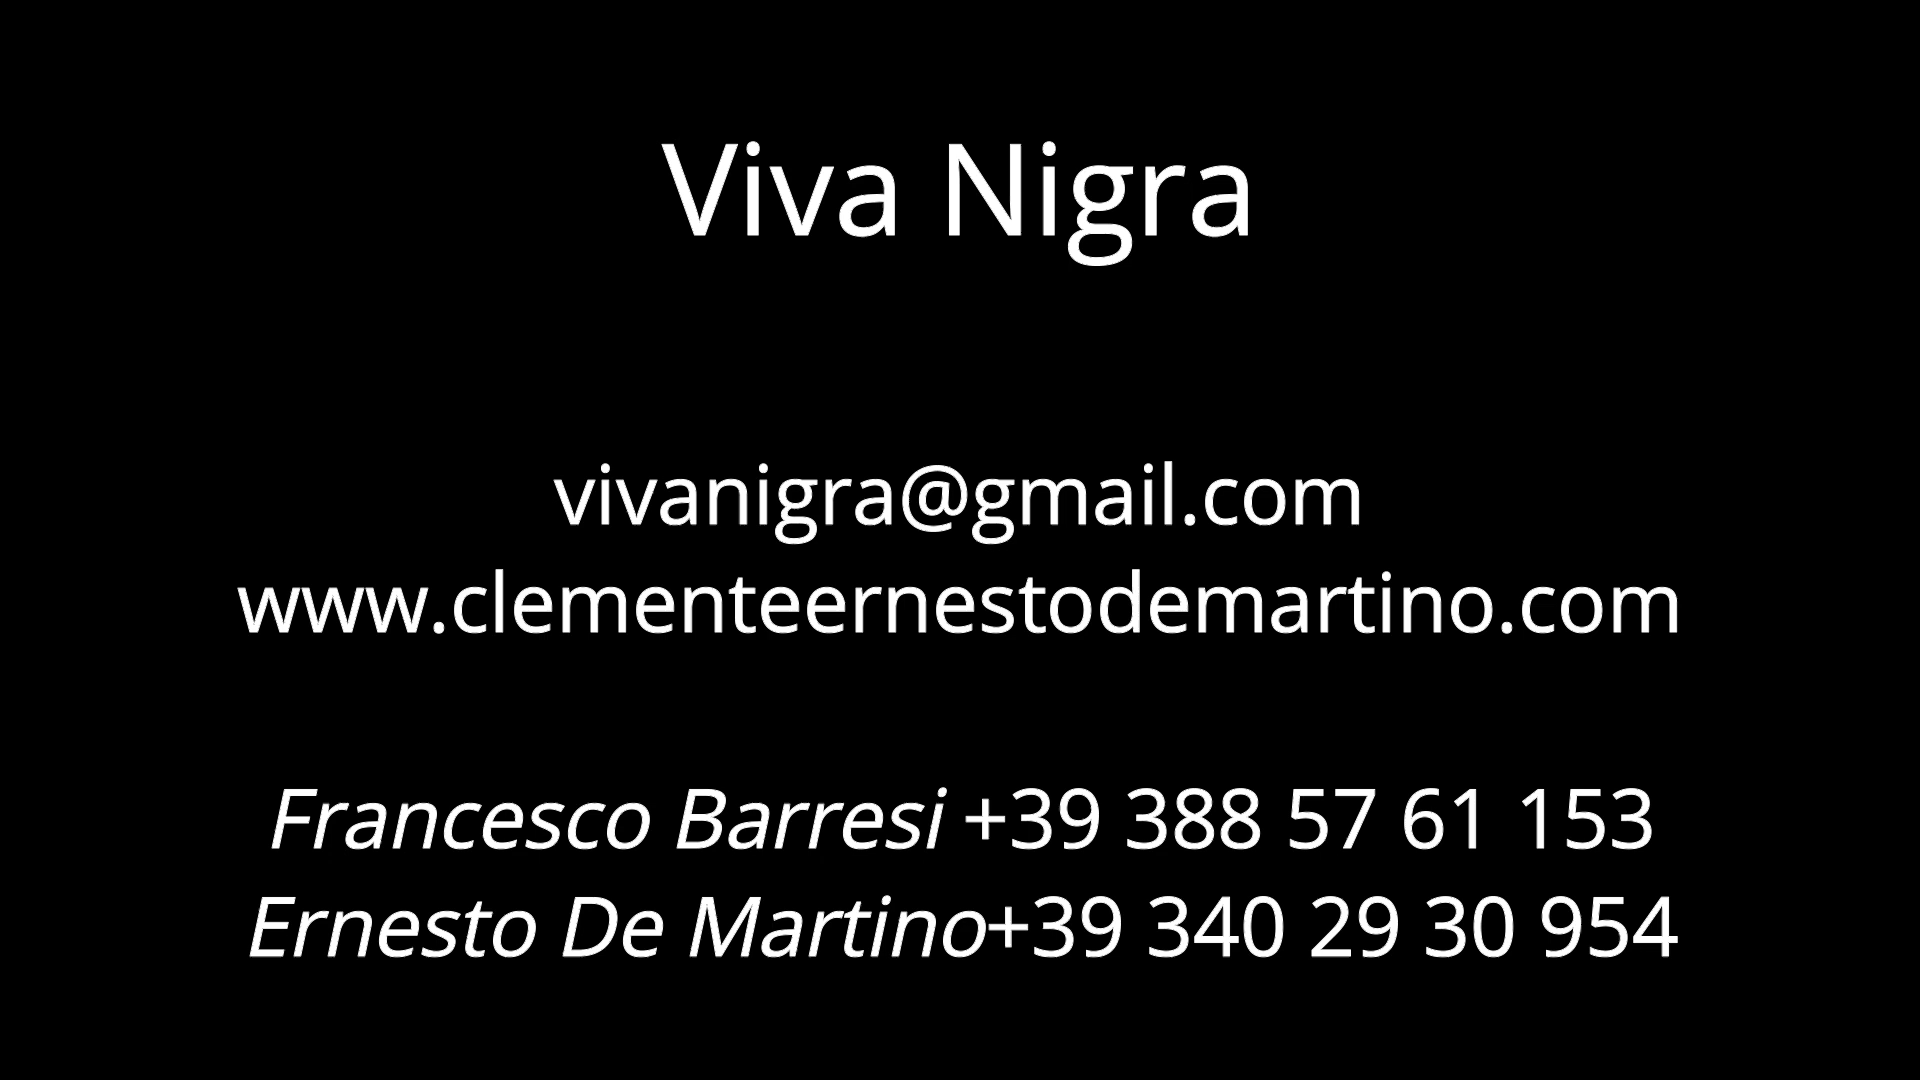 Viva Nigra
vivanigra@gmail.com
www.clementeernestodemartino.com
Francesco Barresi +39 388 57 61 153
Ernesto De Martino+39 340 29 30 954